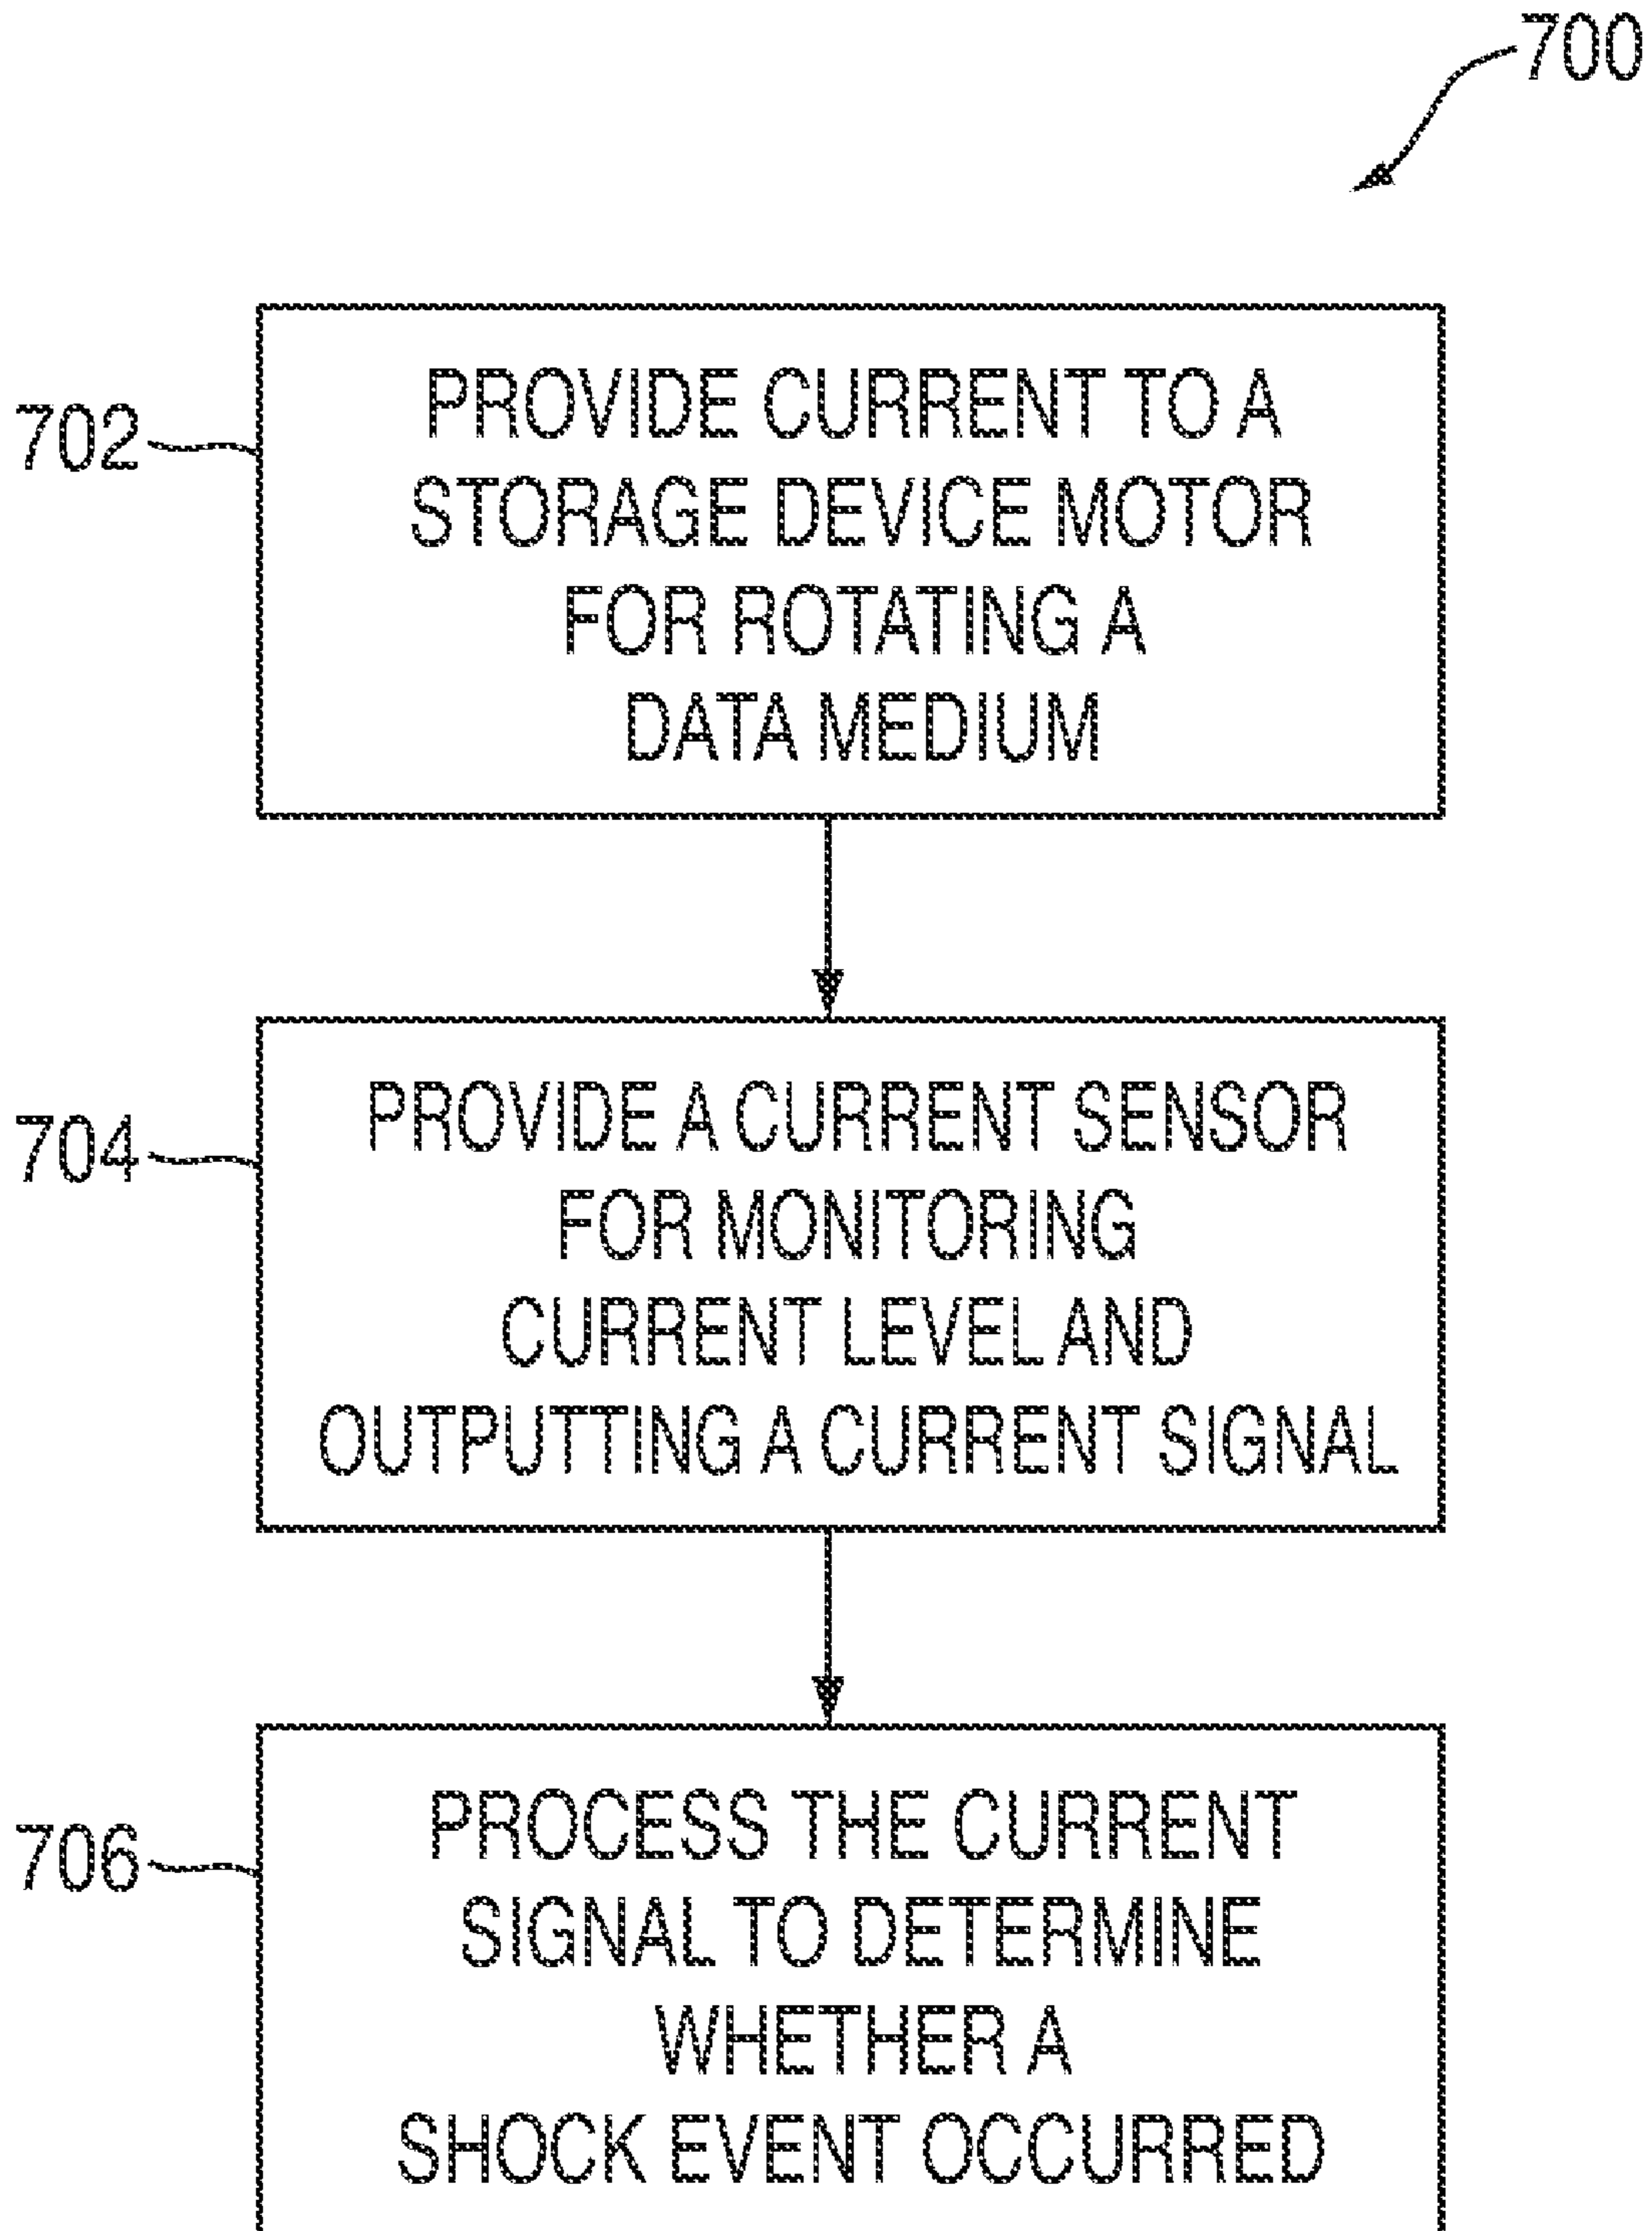 700
702
PROVIDE CURRENT TO A
STORAGE DEVICE MOTOR
FOR ROTATING A
DATA MEDIUM
704
PROVIDE A CURRENT SENSOR
FOR MONITORING
CURRENT LEVEL AND
OUTPUTTING A CURRENT SIGNAL
706
PROCESS THE CURRENT
SIGNAL TO DETERMINE
WHETHER A
SHOCK EVENT OCCURRED